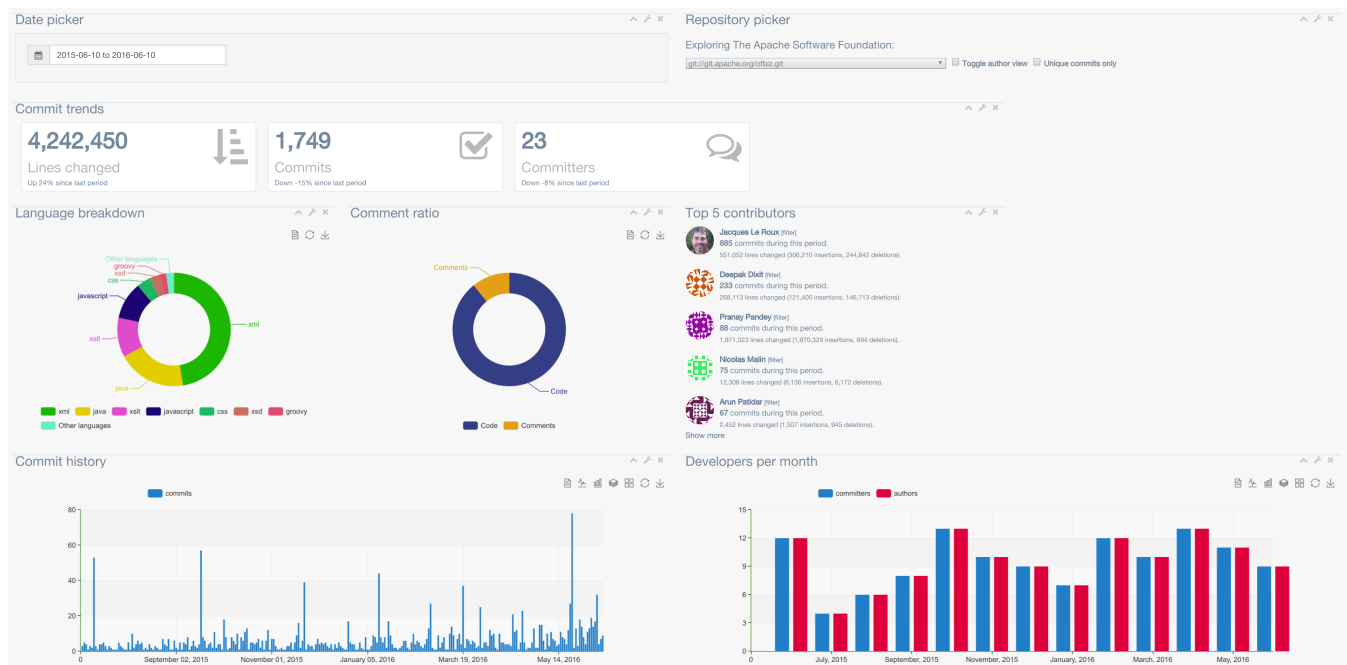 Date picker
2015-06-10 to 2016-06-10
Repository picker
Exploring The Apache Software Foundation:
git://git.apache.org/ofbiz.git
Toggle author view
Unique commits only
Commit trends
4,242,450
Lines changed
Up 24% since last period
1,749
Commits
Down -15% since last period
23
Committers
Down -8% since last period
Language breakdown
Other languages
groovy
xsd
css
javascript
xslt
java
xml
xml java xslt javascript css xsd groovy
Other languages
Comment ratio
Comments
Code
Code Comments
Top 5 contributors
Jacques Le Roux [filter]
885 commits during this period.
551,052 lines changed (306,210 insertions, 244,842 deletions).
Deepak Dixit [filter]
233 commits during this period.
268,113 lines changed (121,400 insertions, 146,713 deletions).
Pranay Pandey [filter]
88 commits during this period.
1,971,023 lines changed (1,970,329 insertions, 694 deletions).
Nicolas Malin [filter]
75 commits during this period.
12,308 lines changed (6,136 insertions, 6,172 deletions).
Arun Patidar [filter]
67 commits during this period.
2,452 lines changed (1,507 insertions, 945 deletions).
Show more
Commit history
commits
80
60
40
20
0
0 September 02, 2015 November 01, 2015 January 05, 2016 March 19, 2016 May 14, 2016
Developers per month
committers authors
15
12
9
6
3
0
0 July, 2015 September, 2015 November, 2015 January, 2016 March, 2016 May, 2016